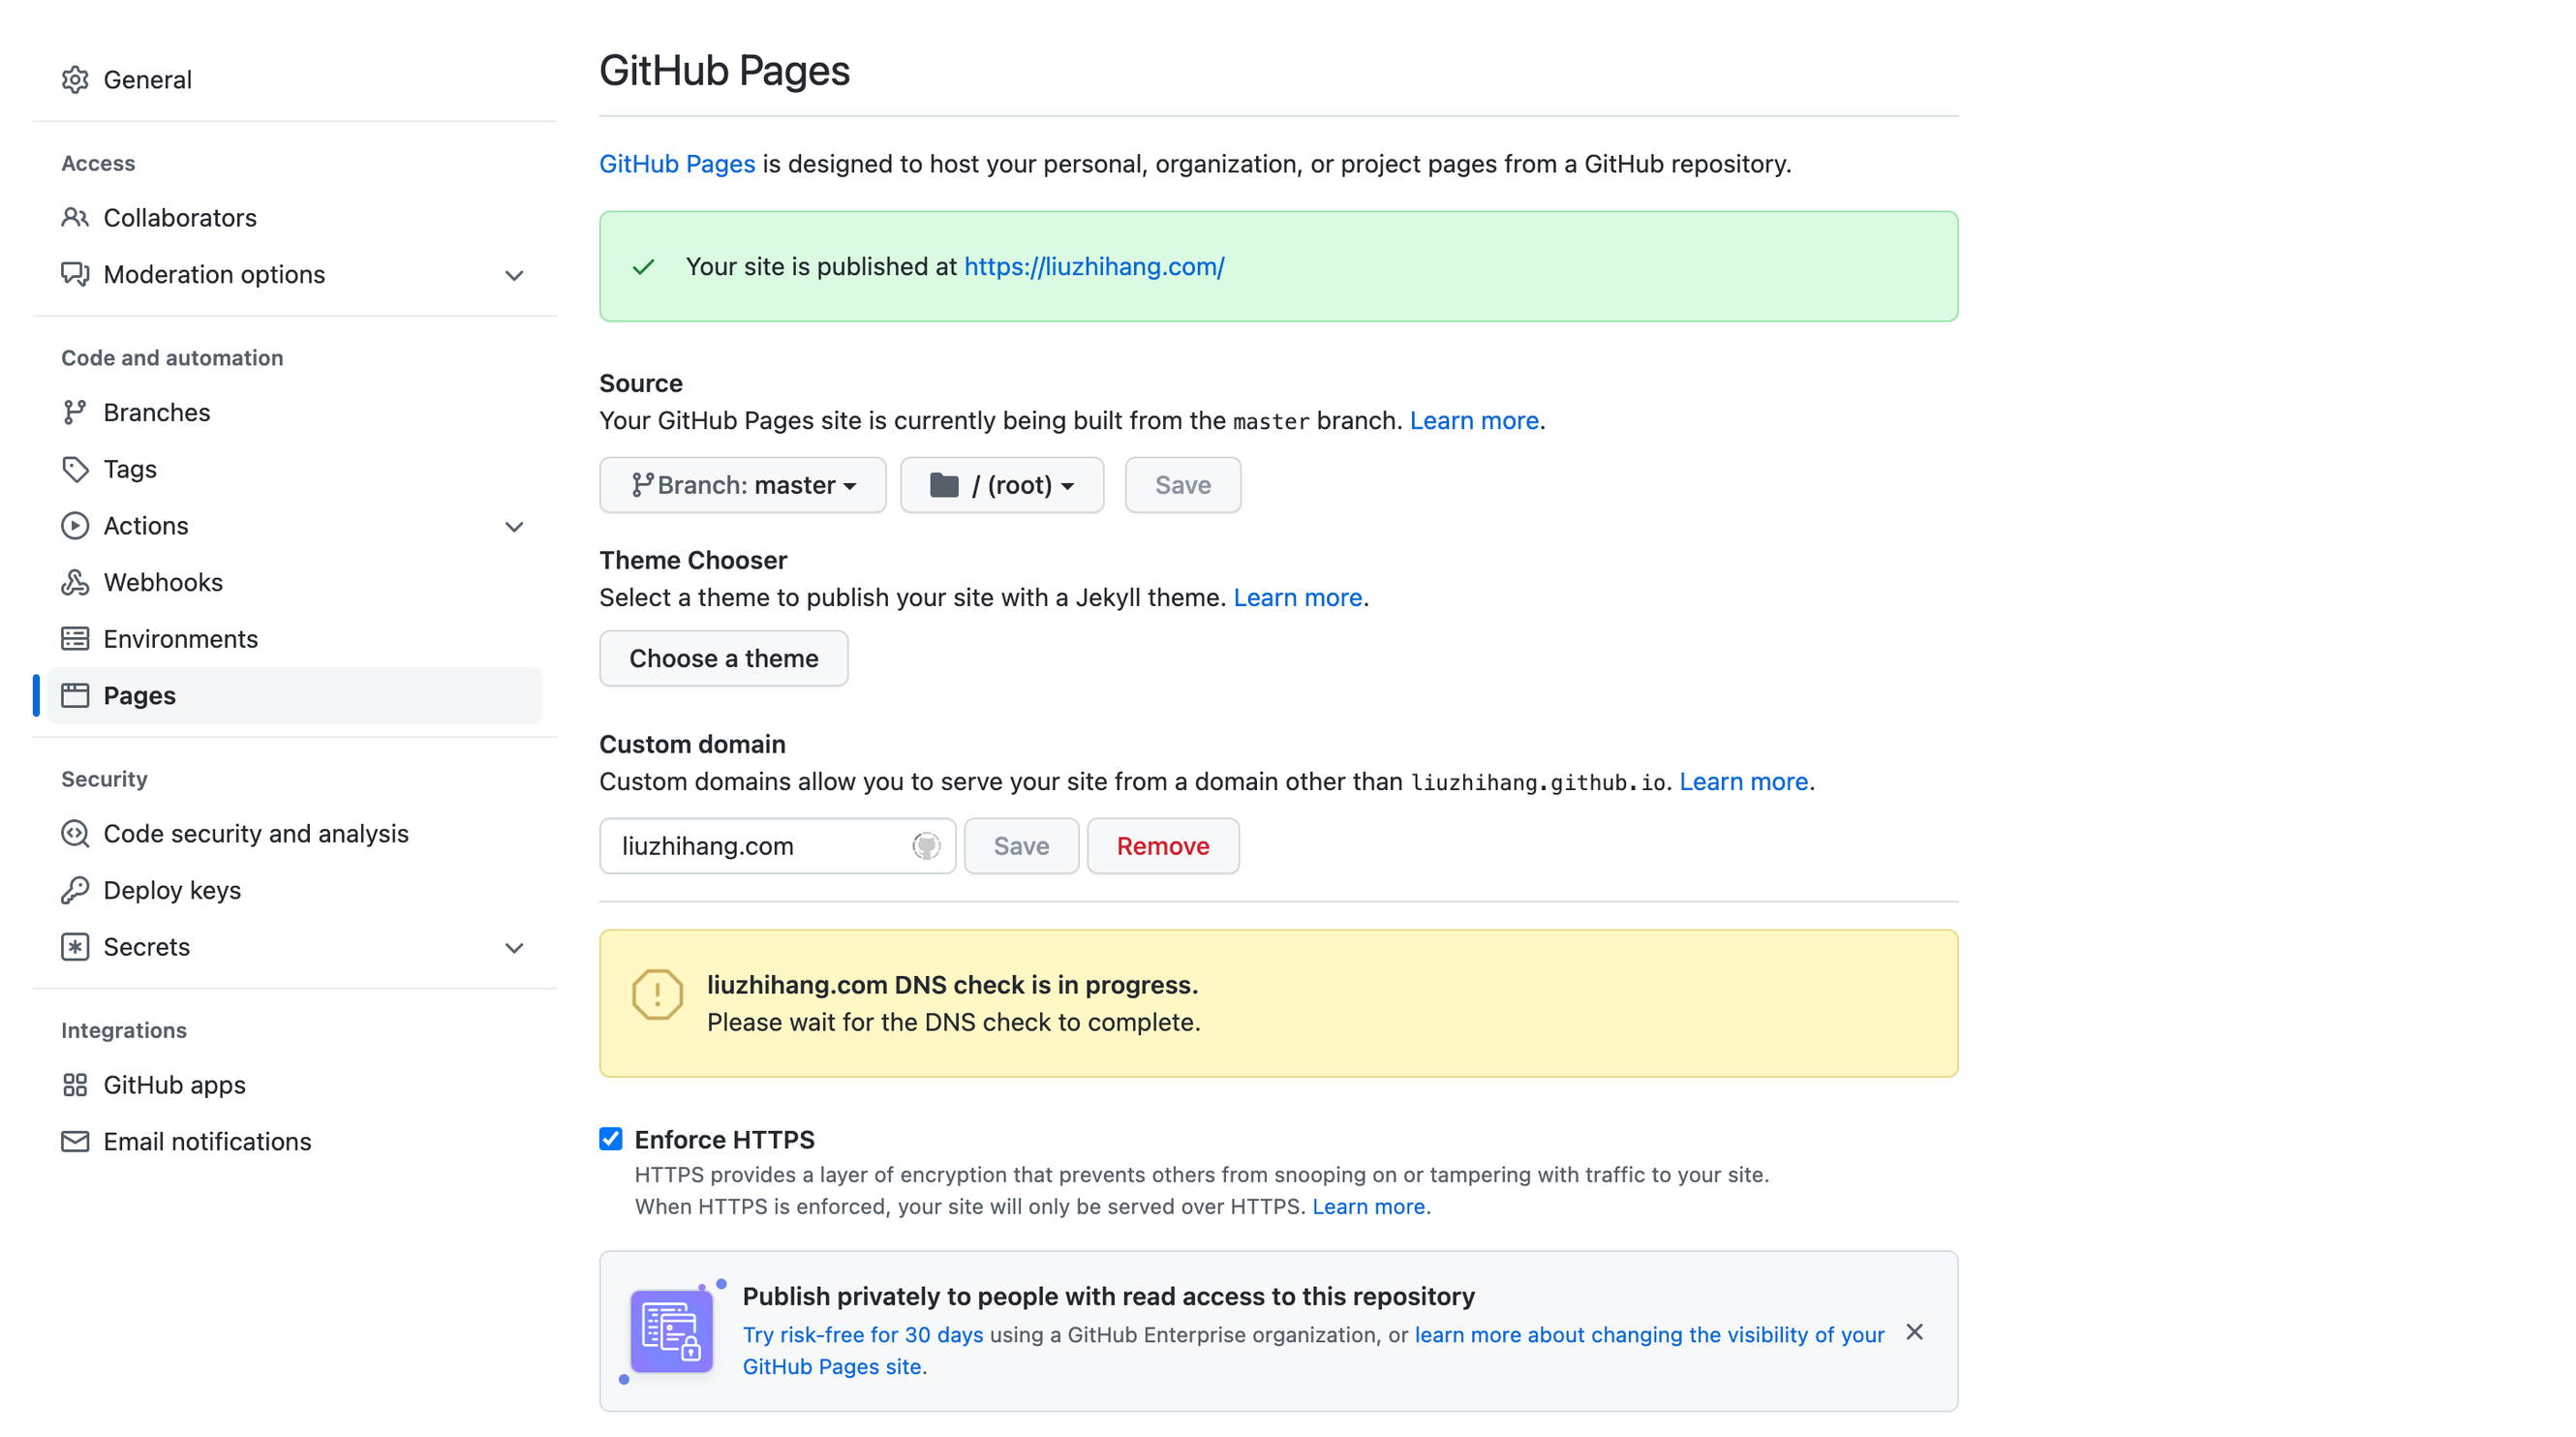 General
Access
Collaborators
Moderation options
Code and automation
Branches
Tags
Actions
Webhooks
Environments
Pages
Security
Code security and analysis
Deploy keys
Secrets
Integrations
GitHub apps
Email notifications
GitHub Pages
GitHub Pages is designed to host your personal, organization, or project pages from a GitHub repository.
Your site is published at https://liuzhihang.com/
Source
Your GitHub Pages site is currently being built from the master branch. Learn more.
Branch: master / (root) Save
Theme Chooser
Select a theme to publish your site with a Jekyll theme. Learn more.
Choose a theme
Custom domain
Custom domains allow you to serve your site from a domain other than liuzhihang.github.io. Learn more.
liuzhihang.com Save Remove
liuzhihang.com DNS check is in progress.
Please wait for the DNS check to complete.
Enforce HTTPS
HTTPS provides a layer of encryption that prevents others from snooping on or tampering with traffic to your site.
When HTTPS is enforced, your site will only be served over HTTPS. Learn more.
Publish privately to people with read access to this repository
Try risk-free for 30 days using a GitHub Enterprise organization, or learn more about changing the visibility of your
GitHub Pages site.